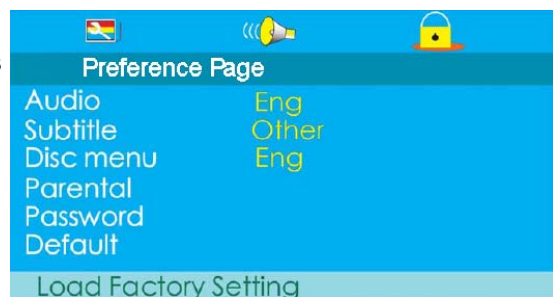 Preference Page
Audio Eng
Subtitle Other
Disc menu Eng
Parental
Password
Default
Load Factory Setting